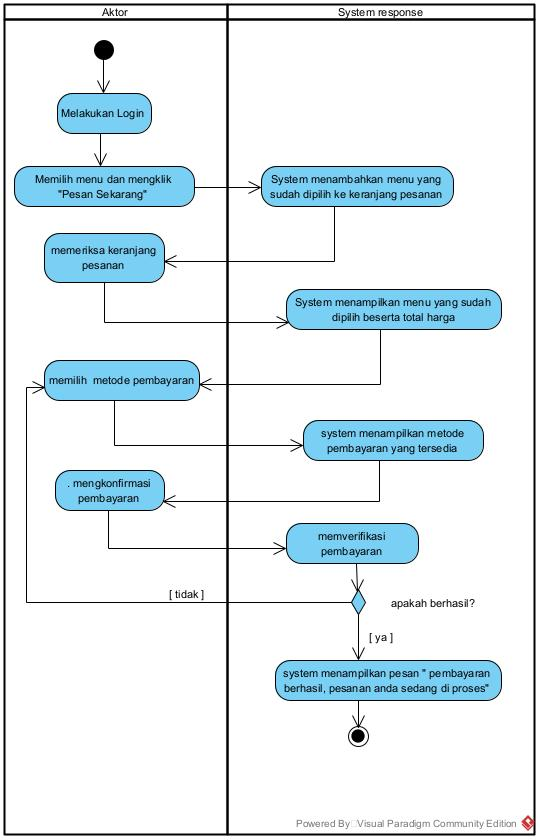 Aktor
System response
Melakukan Login
Memilih menu dan mengklik
"Pesan Sekarang"
System menambahkan menu yang
sudah dipilih ke keranjang pesanan
memeriksa keranjang
pesanan
System menampilkan menu yang sudah
dipilih beserta total harga
memilih metode pembayaran
system menampilkan metode
pembayaran yang tersedia
. mengkonfirmasi
pembayaran
memverifikasi
pembayaran
[ tidak ]
apakah berhasil?
[ ya ]
system menampilkan pesan " pembayaran
berhasil, pesanan anda sedang di proses"
Powered By Visual Paradigm Community Edition